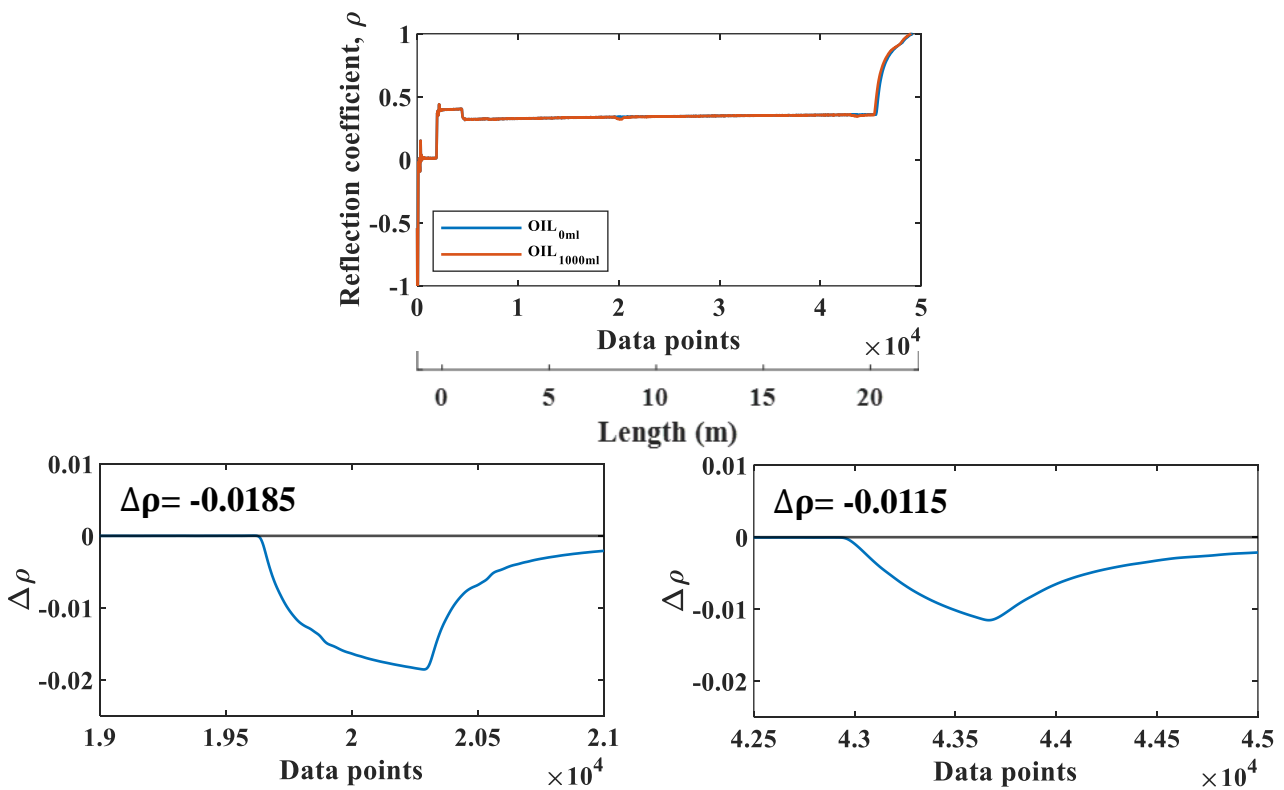 Reflection coefficient, ρ
1
0.5
0
-0.5
-1
OIL0ml
OIL1000ml
0 1 2 3 4 5
Data points ×10^4
0 5 10 15 20
Length (m)
Δρ= -0.0185
Δρ
0.01
0
-0.01
-0.02
1.9 1.95 2 2.05 2.1
Data points ×10^4
Δρ= -0.0115
Δρ
0.01
0
-0.01
-0.02
4.25 4.3 4.35 4.4 4.45 4.5
Data points ×10^4